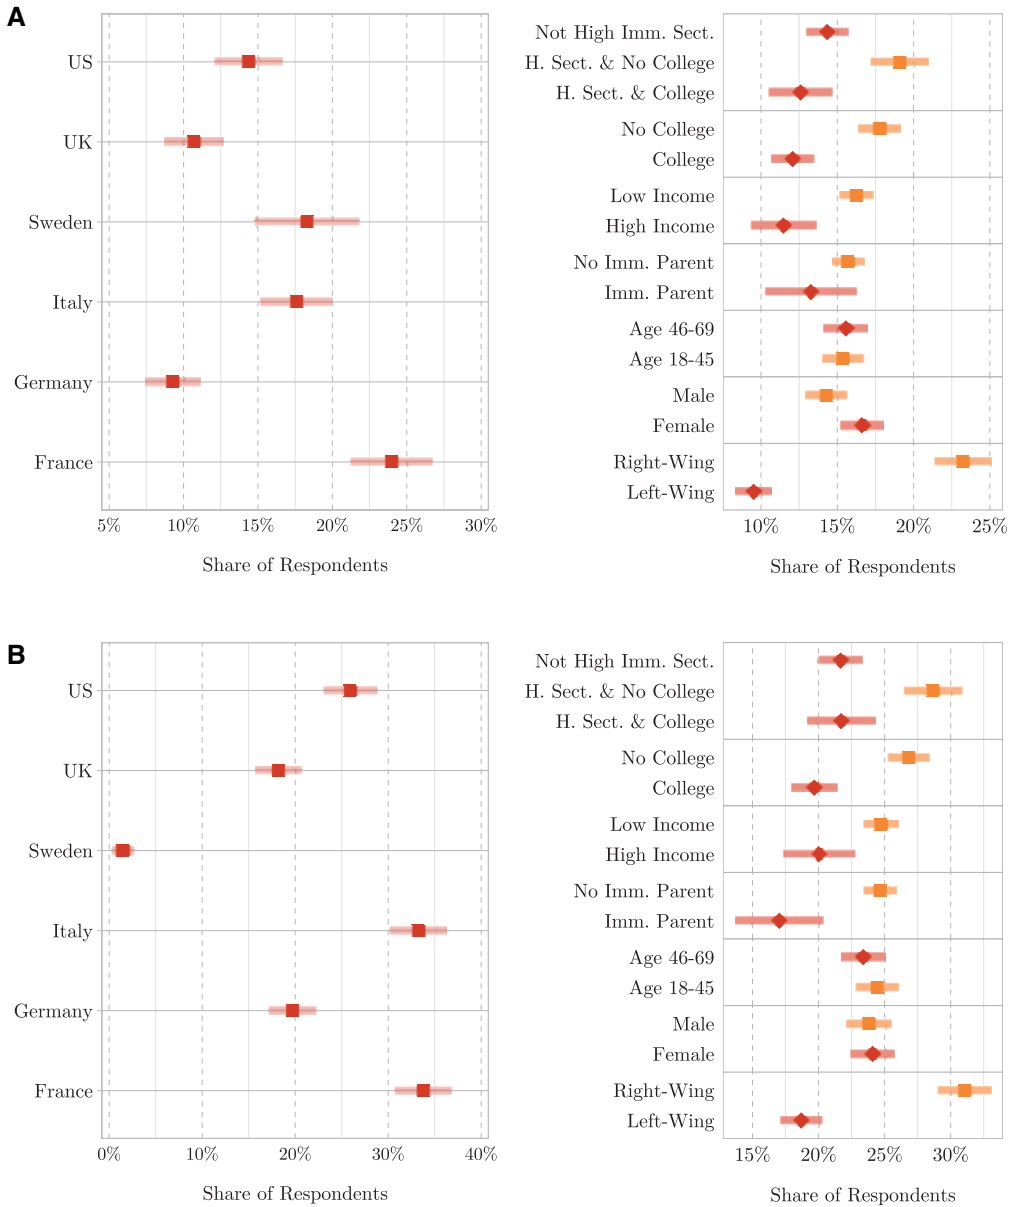 A
US
UK
Sweden
Italy
Germany
France
5% 10% 15% 20% 25% 30%
Share of Respondents
Not High Imm. Sect.
H. Sect. & No College
H. Sect. & College
No College
College
Low Income
High Income
No Imm. Parent
Imm. Parent
Age 46-69
Age 18-45
Male
Female
Right-Wing
Left-Wing
10% 15% 20% 25%
Share of Respondents
B
US
UK
Sweden
Italy
Germany
France
0% 10% 20% 30% 40%
Share of Respondents
Not High Imm. Sect.
H. Sect. & No College
H. Sect. & College
No College
College
Low Income
High Income
No Imm. Parent
Imm. Parent
Age 46-69
Age 18-45
Male
Female
Right-Wing
Left-Wing
15% 20% 25% 30%
Share of Respondents